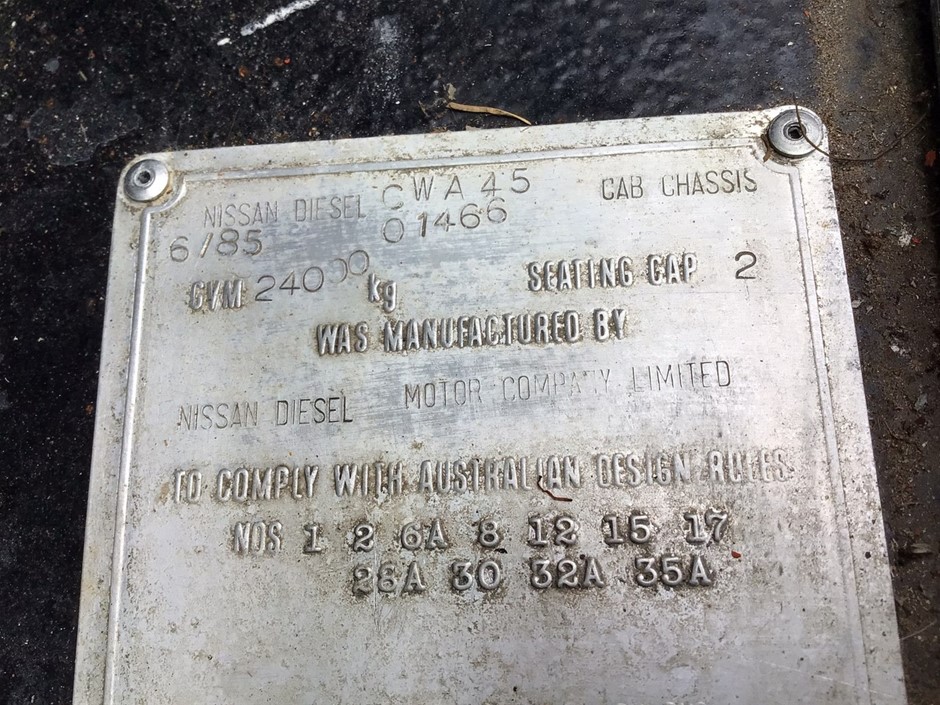 NISSAN DIESEL CWA45 CAB CHASSIS
6/85 01466
GVM 24000 kg SEATING CAP 2
WAS MANUFACTURED BY
NISSAN DIESEL MOTOR COMPANY LIMITED
TO COMPLY WITH AUSTRALIAN DESIGN RULES
NOS 1 2 6A 8 12 15 17
28A 30 32A 35A